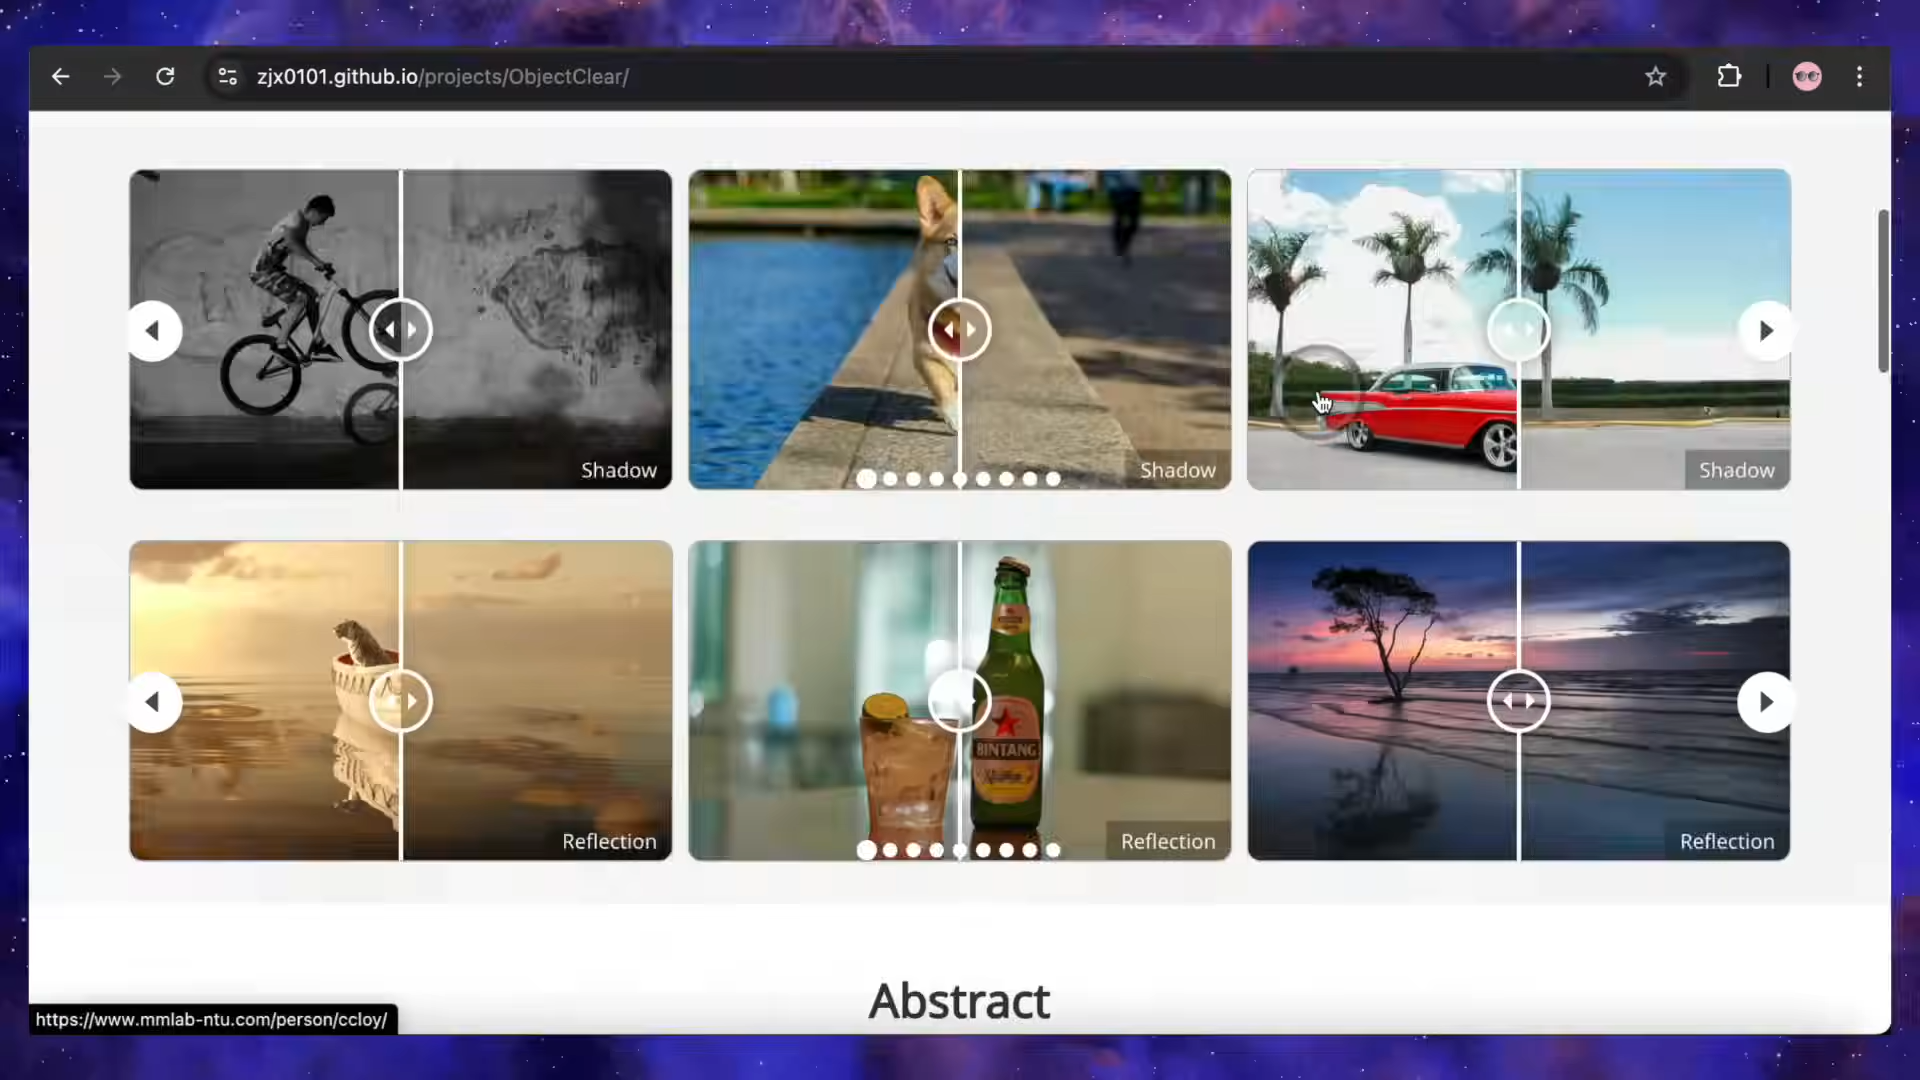 zjx0101.github.io/projects/ObjectClear/
Shadow
Shadow
Shadow
BINTANG
Reflection
Reflection
Reflection
Abstract
https://www.mmlab-ntu.com/person/ccloy/